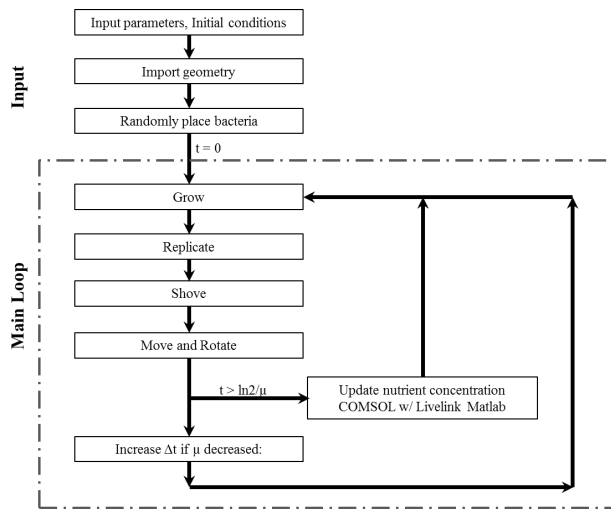 Input parameters, Initial conditions
Import geometry
Input
Randomly place bacteria
t = 0
Grow
Replicate
Shove
Main Loop
Move and Rotate
t > ln2/μ
Update nutrient concentration
COMSOL w/ Livelink Matlab
Increase Δt if μ decreased: